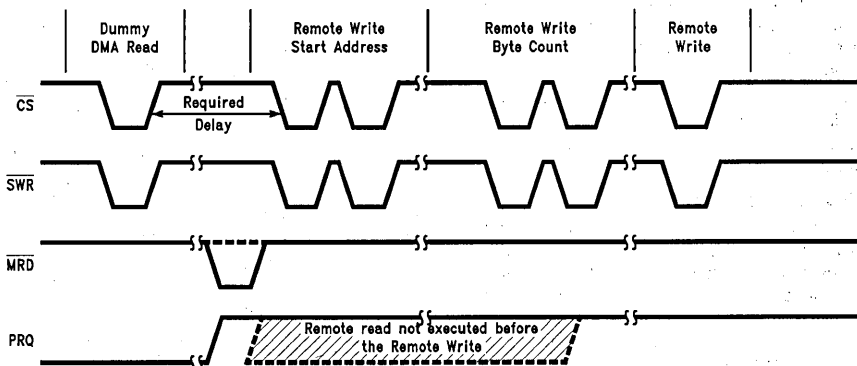 Dummy
DMA Read
Remote Write
Start Address
Remote Write
Byte Count
Remote
Write
CS
Required
Delay
SWR
MRD
PRQ
Remote read not executed before
the Remote Write